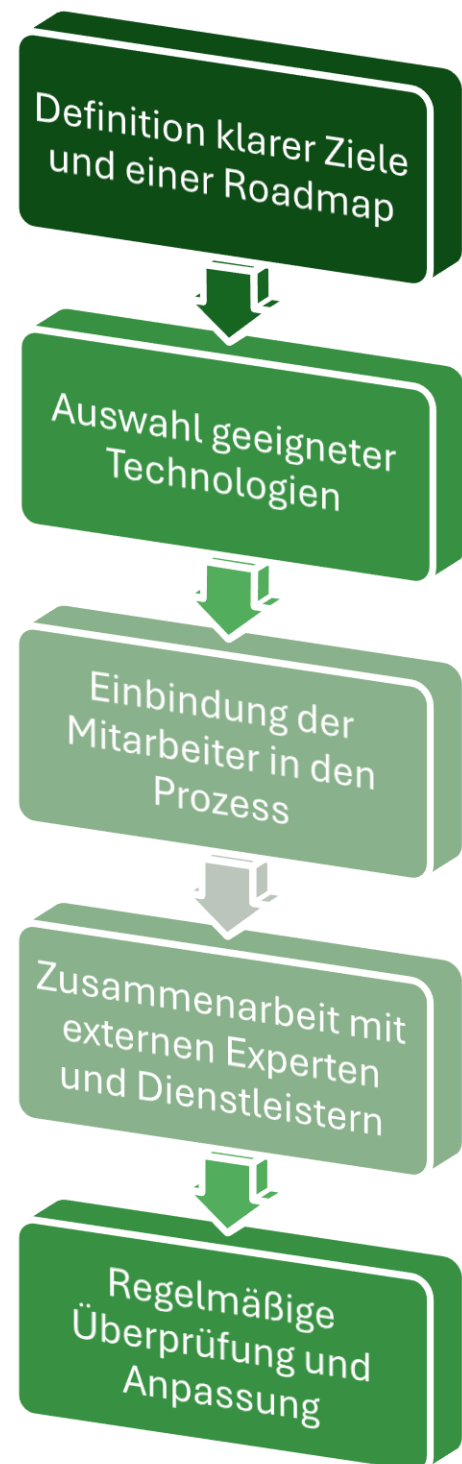 Definition klarer Ziele
und einer Roadmap
Auswahl geeigneter
Technologien
Einbindung der
Mitarbeiter in den
Prozess
Zusammenarbeit mit
externen Experten
und Dienstleistern
Regelmäßige
Überprüfung und
Anpassung